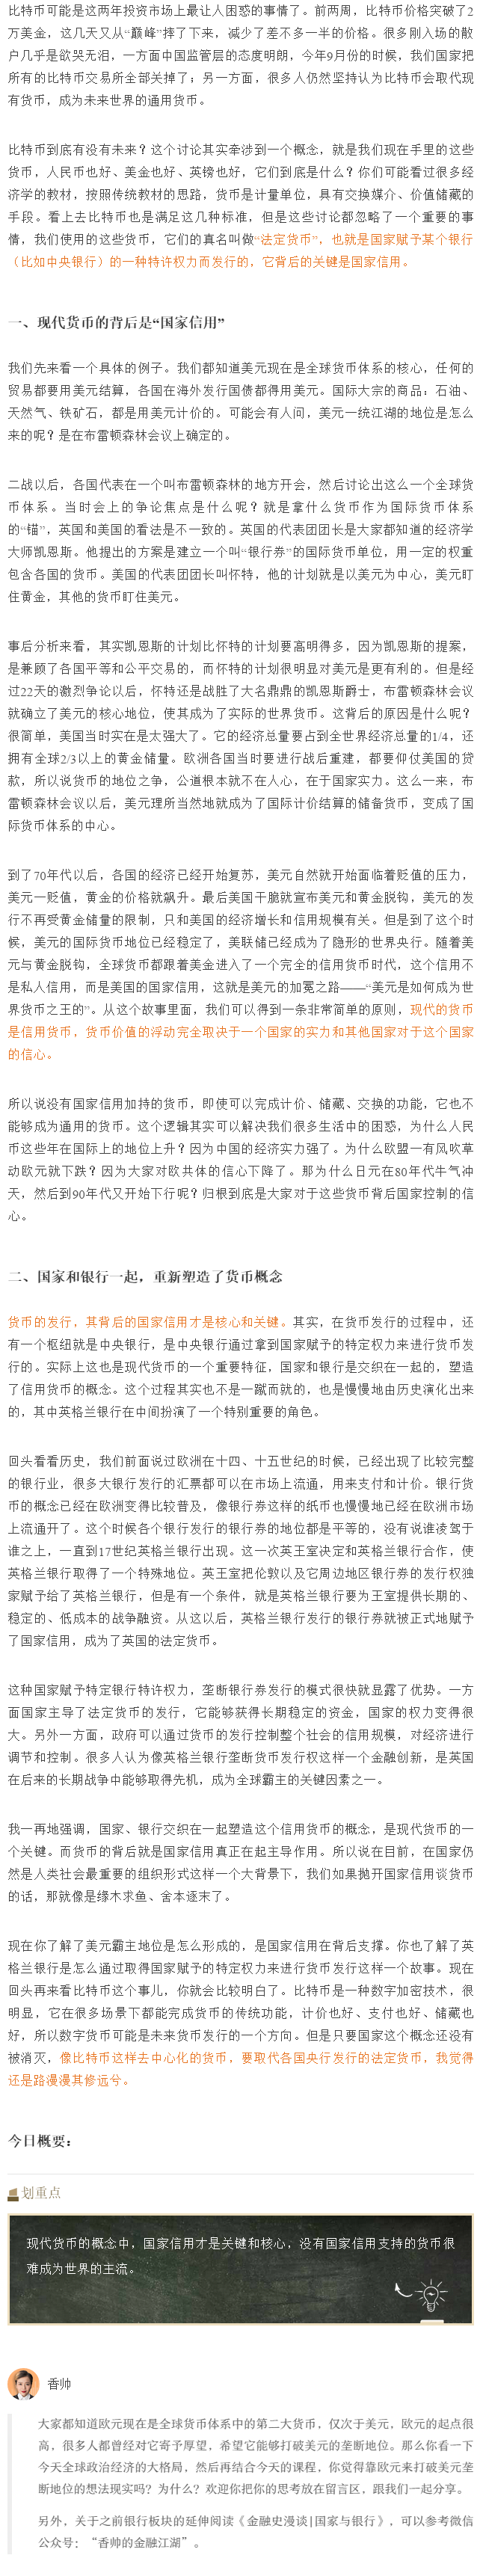 比特币可能是这两年投资市场上最让人困惑的事情了。前两周，比特币价格突破了2
万美金，这几天又从“巅峰”摔了下来，减少了差不多一半的价格。很多刚入场的散
户几乎是欲哭无泪，一方面中国监管层的态度明朗，今年9月份的时候，我们国家把
所有的比特币交易所全部关掉了；另一方面，很多人仍然坚持认为比特币会取代现
有货币，成为未来世界的通用货币。
比特币到底有没有未来？这个讨论其实牵涉到一个概念，就是我们现在手里的这些
货币，人民币也好、美金也好、英镑也好，它们到底是什么？你们可能看过很多经
济学的教材，按照传统教材的思路，货币是计量单位，具有交换媒介、价值储藏的
手段。看上去比特币也是满足这几种标准，但是这些讨论都忽略了一个重要的事
情，我们使用的这些货币，它们的真名叫做“法定货币”，也就是国家赋予某个银行
（比如中央银行）的一种特许权力而发行的，它背后的关键是国家信用。
一、现代货币的背后是“国家信用”
我们先来看一个具体的例子。我们都知道美元现在是全球货币体系的核心，任何的
贸易都要用美元结算，各国在海外发行国债都得用美元。国际大宗的商品：石油、
天然气、铁矿石，都是用美元计价的。可能会有人问，美元一统江湖的地位是怎么
来的呢？是在布雷顿森林会议上确定的。
二战以后，各国代表在一个叫布雷顿森林的地方开会，然后讨论出这么一个全球货
币体系。当时会上的争论焦点是什么呢？就是拿什么货币作为国际货币体系
的“锚”，英国和美国的看法是不一致的。英国的代表团团长是大家都知道的经济学
大师凯恩斯。他提出的方案是建立一个叫“银行券”的国际货币单位，用一定的权重
包含各国的货币。美国的代表团团长叫怀特，他的计划就是以美元为中心，美元盯
住黄金，其他的货币盯住美元。
事后分析来看，其实凯恩斯的计划比怀特的计划要高明得多，因为凯恩斯的提案，
是兼顾了各国平等和公平交易的，而怀特的计划很明显对美元是更有利的。但是经
过22天的激烈争论以后，怀特还是战胜了大名鼎鼎的凯恩斯爵士，布雷顿森林会议
就确立了美元的核心地位，使其成为了实际的世界货币。这背后的原因是什么呢？
很简单，美国当时实在是太强大了。它的经济总量要占到全世界经济总量的1/4，还
拥有全球2/3以上的黄金储量。欧洲各国当时要进行战后重建，都要仰仗美国的贷
款，所以说货币的地位之争，公道根本就不在人心，在于国家实力。这么一来，布
雷顿森林会议以后，美元理所当然地就成为了国际计价结算的储备货币，变成了国
际货币体系的中心。
到了70年代以后，各国的经济已经开始复苏，美元自然就开始面临着贬值的压力，
美元一贬值，黄金的价格就飙升。最后美国干脆就宣布美元和黄金脱钩，美元的发
行不再受黄金储量的限制，只和美国的经济增长和信用规模有关。但是到了这个时
候，美元的国际货币地位已经稳定了，美联储已经成为了隐形的世界央行。随着美
元与黄金脱钩，全球货币都跟着美金进入了一个完全的信用货币时代，这个信用不
是私人信用，而是美国的国家信用，这就是美元的加冕之路——“美元是如何成为世
界货币之王的”。从这个故事里面，我们可以得到一条非常简单的原则，现代的货币
是信用货币，货币价值的浮动完全取决于一个国家的实力和其他国家对于这个国家
的信心。
所以说没有国家信用加持的货币，即使可以完成计价、储藏、交换的功能，它也不
能够成为通用的货币。这个逻辑其实可以解决我们很多生活中的困惑，为什么人民
币这些年在国际上的地位上升？因为中国的经济实力强了。为什么欧盟一有风吹草
动欧元就下跌？因为大家对欧共体的信心下降了。那为什么日元在80年代牛气冲
天，然后到90年代又开始下行呢？归根到底是大家对于这些货币背后国家控制的信
心。
二、国家和银行一起，重新塑造了货币概念
货币的发行，其背后的国家信用才是核心和关键。其实，在货币发行的过程中，还
有一个枢纽就是中央银行，是中央银行通过拿到国家赋予的特定权力来进行货币发
行的。实际上这也是现代货币的一个重要特征，国家和银行是交织在一起的，塑造
了信用货币的概念。这个过程其实也不是一蹴而就的，也是慢慢地由历史演化出来
的，其中英格兰银行在中间扮演了一个特别重要的角色。
回头看看历史，我们前面说过欧洲在十四、十五世纪的时候，已经出现了比较完整
的银行业，很多大银行发行的汇票都可以在市场上流通，用来支付和计价。银行货
币的概念已经在欧洲变得比较普及，像银行券这样的纸币也慢慢地已经在欧洲市场
上流通开了。这个时候各个银行发行的银行券的地位都是平等的，没有说谁凌驾于
谁之上，一直到17世纪英格兰银行出现。这一次英王室决定和英格兰银行合作，使
英格兰银行取得了一个特殊地位。英王室把伦敦以及它周边地区银行券的发行权独
家赋予给了英格兰银行，但是有一个条件，就是英格兰银行要为王室提供长期的、
稳定的、低成本的战争融资。从这以后，英格兰银行发行的银行券就被正式地赋予
了国家信用，成为了英国的法定货币。
这种国家赋予特定银行特许权力，垄断银行券发行的模式很快就显露了优势。一方
面国家主导了法定货币的发行，它能够获得长期稳定的资金，国家的权力变得很
大。另外一方面，政府可以通过货币的发行控制整个社会的信用规模，对经济进行
调节和控制。很多人认为像英格兰银行垄断货币发行权这样一个金融创新，是英国
在后来的长期战争中能够取得先机，成为全球霸主的关键因素之一。
我一再地强调，国家、银行交织在一起塑造这个信用货币的概念，是现代货币的一
个关键。而货币的背后就是国家信用真正在起主导作用。所以说在目前，在国家仍
然是人类社会最重要的组织形式这样一个大背景下，我们如果抛开国家信用谈货币
的话，那就像是缘木求鱼、舍本逐末了。
现在你了解了美元霸主地位是怎么形成的，是国家信用在背后支撑。你也了解了英
格兰银行是怎么通过取得国家赋予的特定权力来进行货币发行这样一个故事。现在
回头再来看比特币这个事儿，你就会比较明白了。比特币是一种数字加密技术，很
明显，它在很多场景下都能完成货币的传统功能，计价也好、支付也好、储藏也
好，所以数字货币可能是未来货币发行的一个方向。但是只要国家这个概念还没有
被消灭，像比特币这样去中心化的货币，要取代各国央行发行的法定货币，我觉得
还是路漫漫其修远兮。
今日概要：
划重点
现代货币的概念中，国家信用才是关键和核心，没有国家信用支持的货币很
难成为世界的主流。
香帅
大家都知道欧元现在是全球货币体系中的第二大货币，仅次于美元，欧元的起点很
高，很多人都曾经对它寄予厚望，希望它能够打破美元的垄断地位。那么你看一下
今天全球政治经济的大格局，然后再结合今天的课程，你觉得靠欧元来打破美元垄
断地位的想法现实吗？为什么？欢迎你把你的思考放在留言区，跟我们一起分享。
另外，关于之前银行板块的延伸阅读《金融史漫谈|国家与银行》，可以参考微信
公众号：“香帅的金融江湖”。